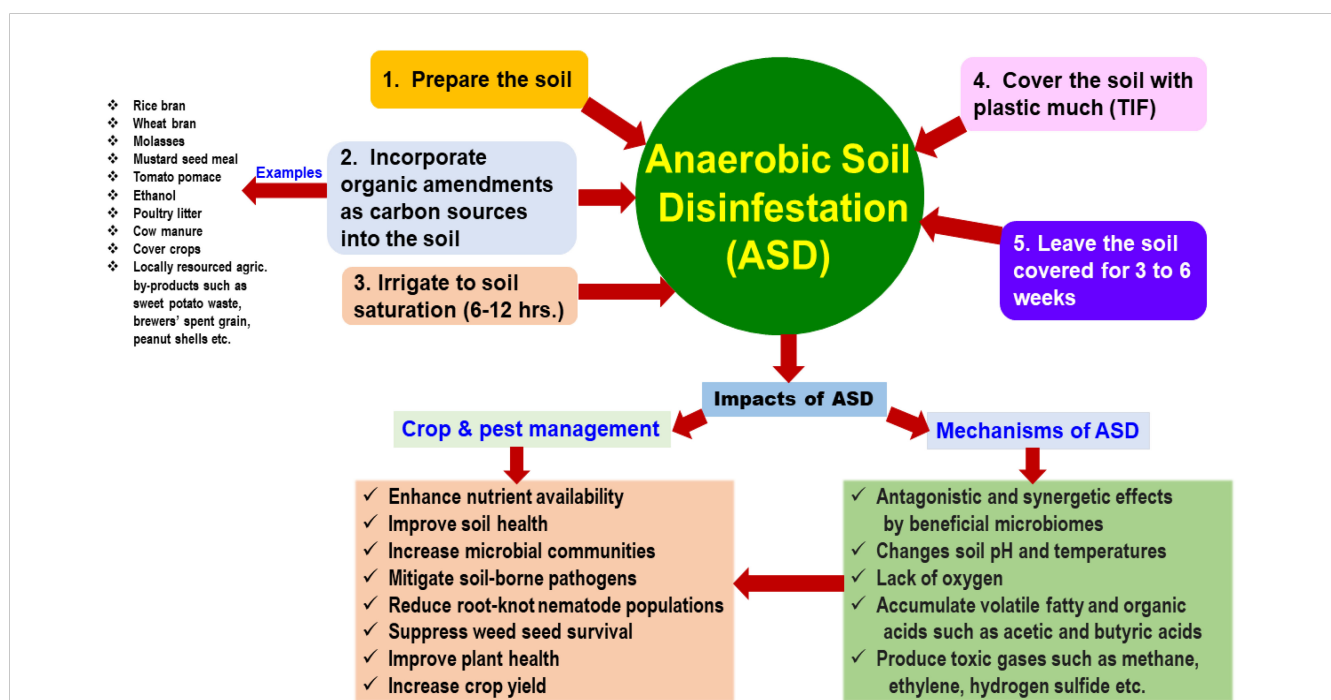 1. Prepare the soil
Examples
❖ Rice bran
❖ Wheat bran
❖ Molasses
❖ Mustard seed meal
❖ Tomato pomace
❖ Ethanol
❖ Poultry litter
❖ Cow manure
❖ Cover crops
❖ Locally resourced agric.
by-products such as
sweet potato waste,
brewers' spent grain,
peanut shells etc.
2. Incorporate
organic amendments
as carbon sources
into the soil
3. Irrigate to soil
saturation (6-12 hrs.)
Anaerobic Soil
Disinfestation
(ASD)
4. Cover the soil with
plastic much (TIF)
5. Leave the soil
covered for 3 to 6
weeks
Impacts of ASD
Crop & pest management
✓ Enhance nutrient availability
✓ Improve soil health
✓ Increase microbial communities
✓ Mitigate soil-borne pathogens
✓ Reduce root-knot nematode populations
✓ Suppress weed seed survival
✓ Improve plant health
✓ Increase crop yield
Mechanisms of ASD
✓ Antagonistic and synergetic effects
by beneficial microbiomes
✓ Changes soil pH and temperatures
✓ Lack of oxygen
✓ Accumulate volatile fatty and organic
acids such as acetic and butyric acids
✓ Produce toxic gases such as methane,
ethylene, hydrogen sulfide etc.